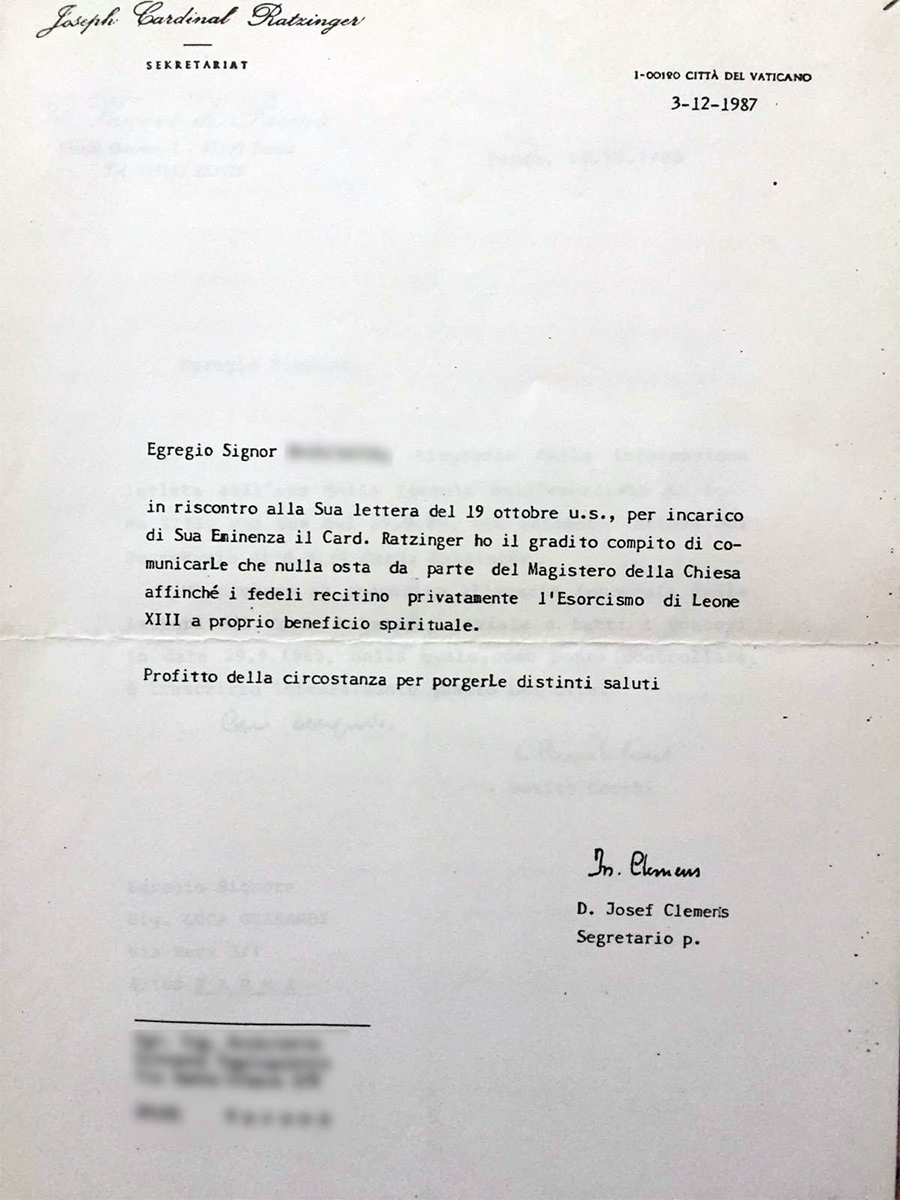 Joseph Cardinal Ratzinger
SEKRETARIAT
I-00120 CITTÀ DEL VATICANO
3-12-1987
Egregio Signor
in riscontro alla Sua lettera del 19 ottobre u.s., per incarico
di Sua Eminenza il Card. Ratzinger ho il gradito compito di co-
municarLe che nulla osta da parte del Magistero della Chiesa
affinché i fedeli recitino privatamente l'Esorcismo di Leone
XIII a proprio beneficio spirituale.
Profitto della circostanza per porgerLe distinti saluti
Jos. Clemens
D. Josef Clemens
Segretario p.